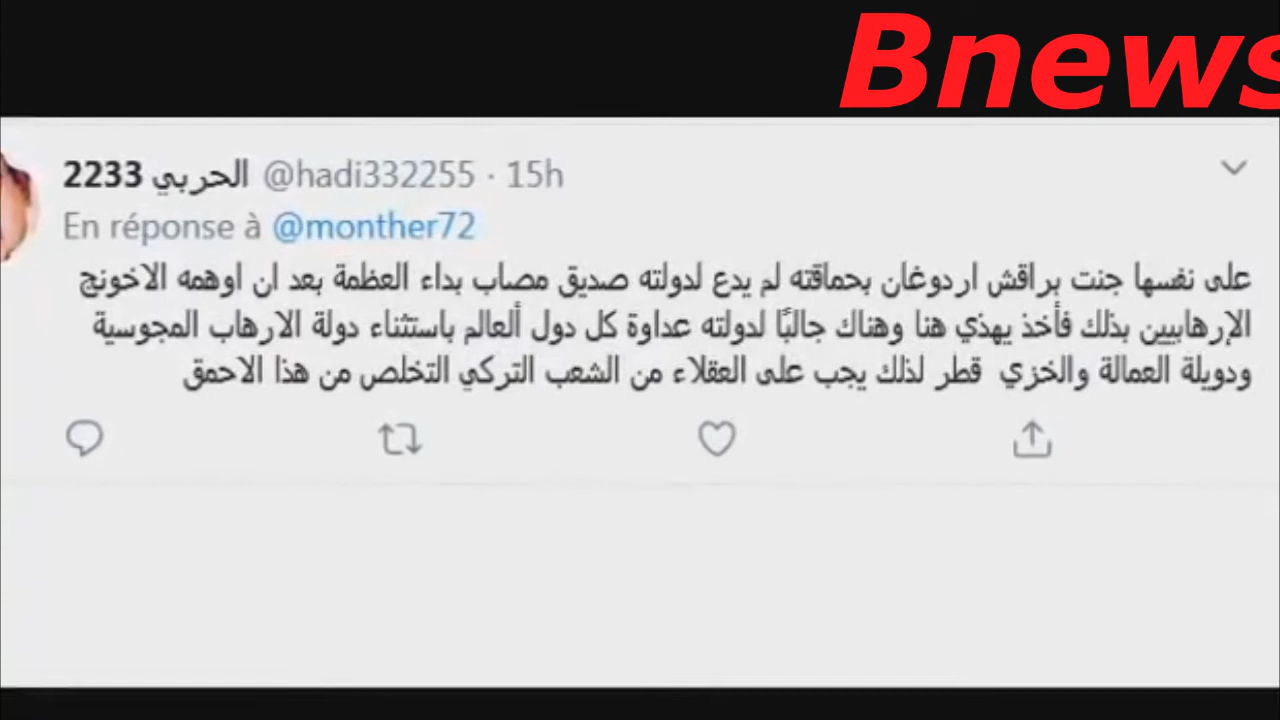 Bnews
الحربي 2233 @hadi332255 · 15h
En réponse à @monther72
على نفسها جنت براقش اردوغان بحماقته لم يدع لدولته صديق مصاب بداء العظمة بعد ان اوهمه الاخونج
الإرهابيين بذلك فأخذ يهذي هنا وهناك جالبًا لدولته عداوة كل دول ألعالم باستثناء دولة الارهاب المجوسية
ودويلة العمالة والخزي قطر لذلك يجب على العقلاء من الشعب التركي التخلص من هذا الاحمق